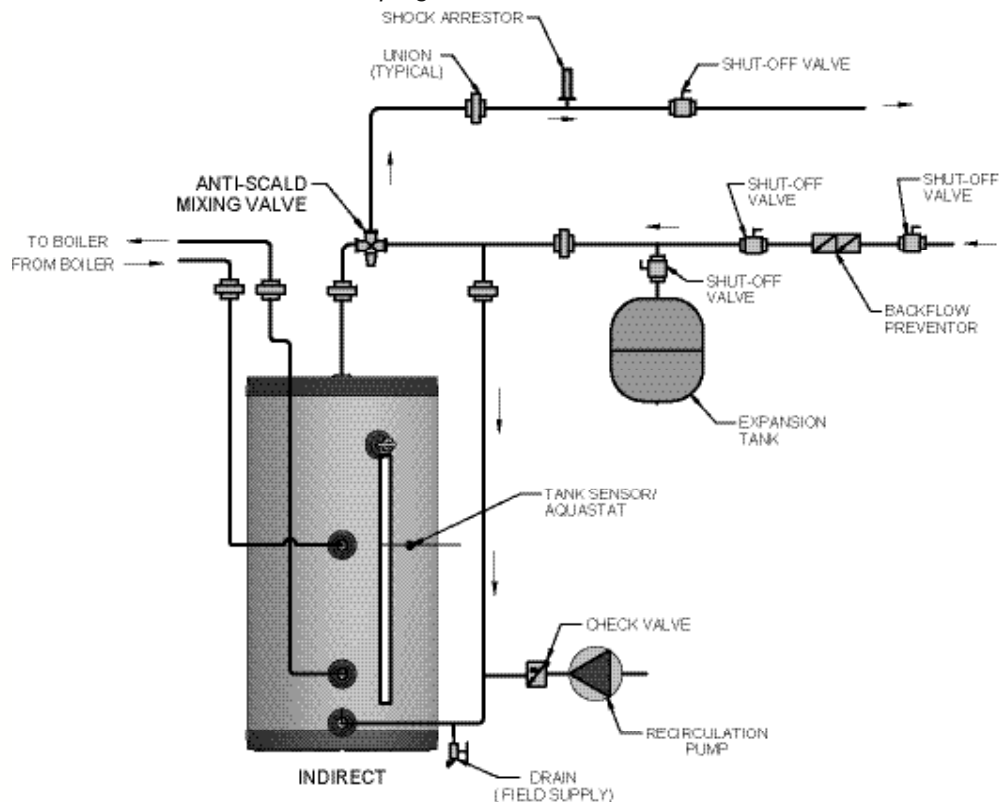 SHOCK ARRESTOR
UNION
(TYPICAL)
SHUT-OFF VALVE
ANTI-SCALD
MIXING VALVE
SHUT-OFF
VALVE
SHUT-OFF
VALVE
TO BOILER
FROM BOILER
SHUT-OFF
VALVE
BACKFLOW
PREVENTOR
EXPANSION
TANK
TANK SENSOR/
AQUASTAT
CHECK VALVE
RECIRCULATION
PUMP
INDIRECT
DRAIN
(FIELD SUPPLY)